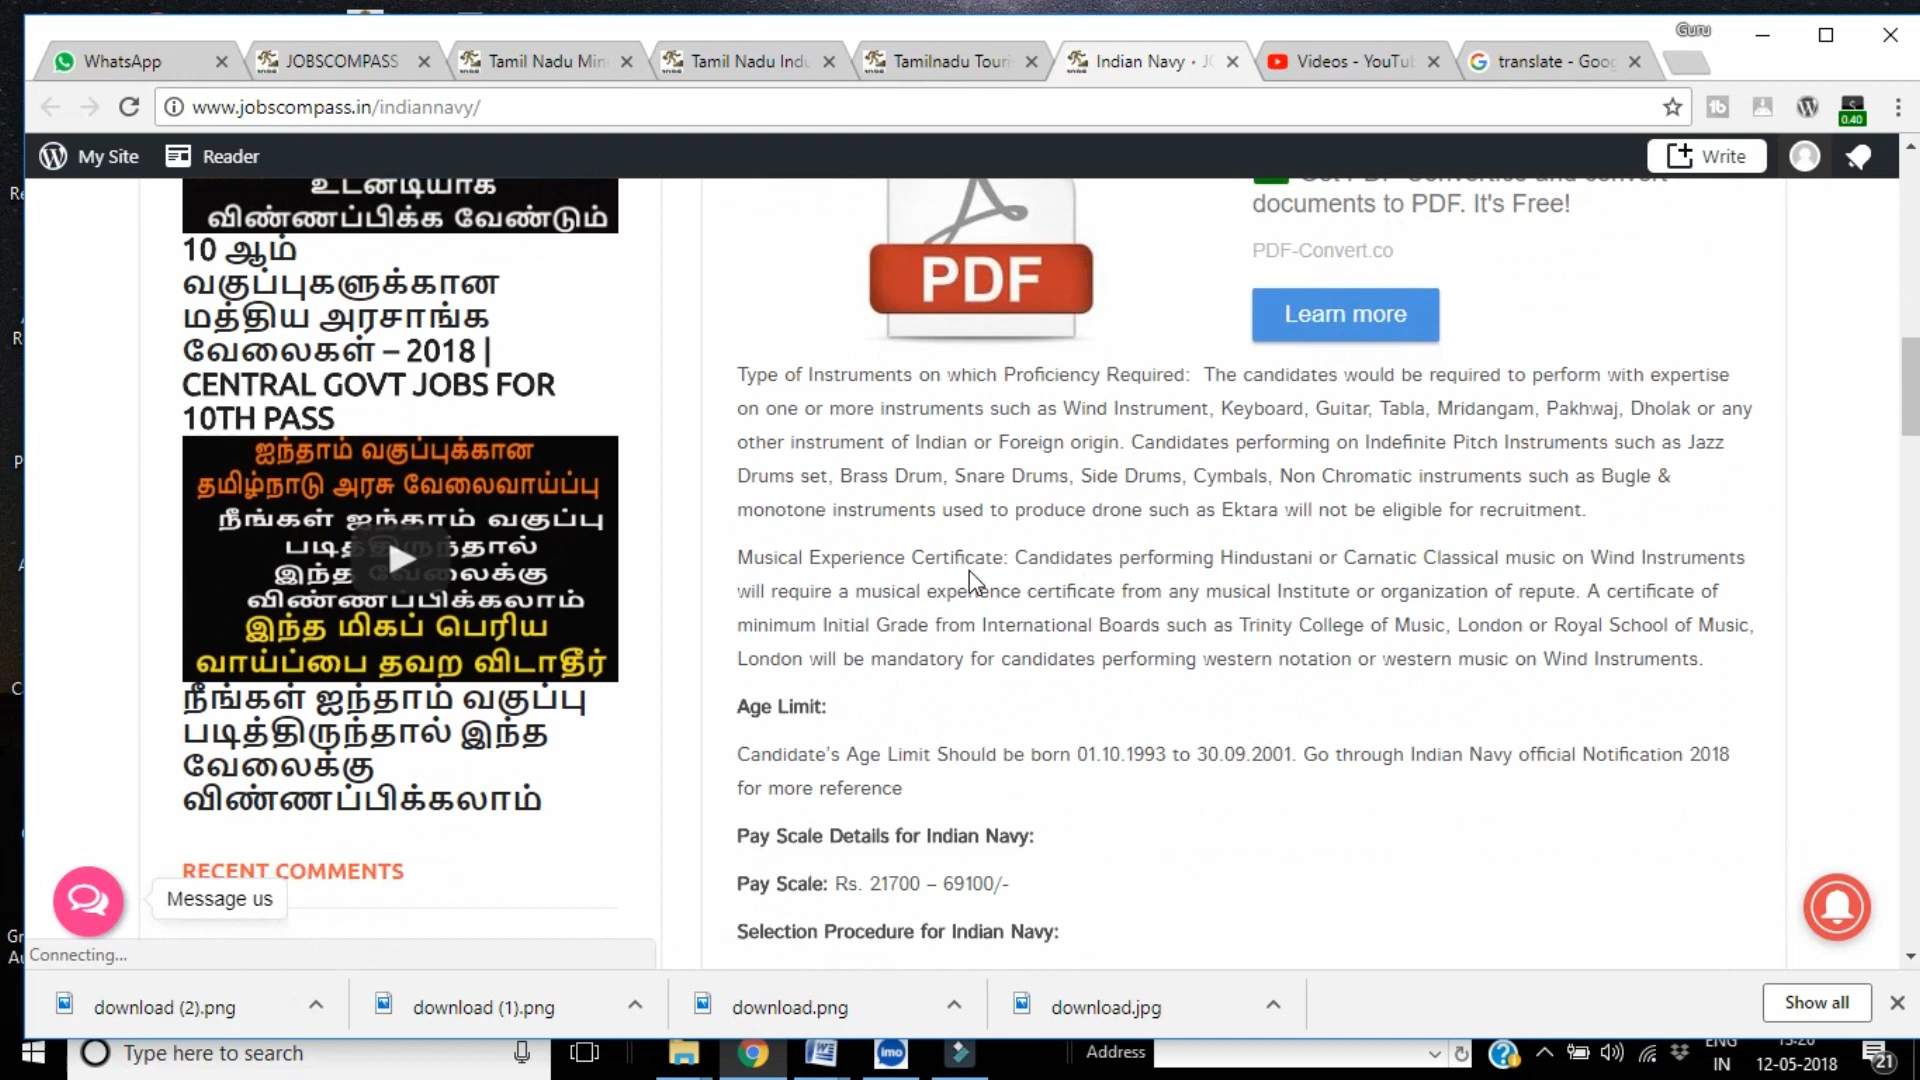 Guru
WhatsApp
JOBSCOMPASS
Tamil Nadu Min
Tamil Nadu Indu
Tamilnadu Touri
Indian Navy • JO
Videos - YouTu
translate - Goog
www.jobscompass.in/indiannavy/
0.40
My Site
Reader
Write
உடனடியாக
விண்ணப்பிக்க வேண்டும்
10 ஆம்
வகுப்புகளுக்கான
மத்திய அரசாங்க
வேலைகள் – 2018 |
CENTRAL GOVT JOBS FOR
10TH PASS
ஐந்தாம் வகுப்புக்கான
தமிழ்நாடு அரசு வேலைவாய்ப்பு
நீங்கள் ஐந்தாம் வகுப்பு
படித்திருந்தால்
இந்த வேலைக்கு
விண்ணப்பிக்கலாம்
இந்த மிகப் பெரிய
வாய்ப்பை தவற விடாதீர்
நீங்கள் ஐந்தாம் வகுப்பு
படித்திருந்தால் இந்த
வேலைக்கு
விண்ணப்பிக்கலாம்
RECENT COMMENTS
Message us
Connecting...
PDF
documents to PDF. It's Free!
PDF-Convert.co
Learn more
Type of Instruments on which Proficiency Required: The candidates would be required to perform with expertise
on one or more instruments such as Wind Instrument, Keyboard, Guitar, Tabla, Mridangam, Pakhwaj, Dholak or any
other instrument of Indian or Foreign origin. Candidates performing on Indefinite Pitch Instruments such as Jazz
Drums set, Brass Drum, Snare Drums, Side Drums, Cymbals, Non Chromatic instruments such as Bugle &
monotone instruments used to produce drone such as Ektara will not be eligible for recruitment.
Musical Experience Certificate: Candidates performing Hindustani or Carnatic Classical music on Wind Instruments
will require a musical experience certificate from any musical Institute or organization of repute. A certificate of
minimum Initial Grade from International Boards such as Trinity College of Music, London or Royal School of Music,
London will be mandatory for candidates performing western notation or western music on Wind Instruments.
Age Limit:
Candidate's Age Limit Should be born 01.10.1993 to 30.09.2001. Go through Indian Navy official Notification 2018
for more reference
Pay Scale Details for Indian Navy:
Pay Scale: Rs. 21700 – 69100/-
Selection Procedure for Indian Navy:
download (2).png
download (1).png
download.png
download.jpg
Show all
Type here to search
imo
Address
ENG
IN
12-05-2018
21